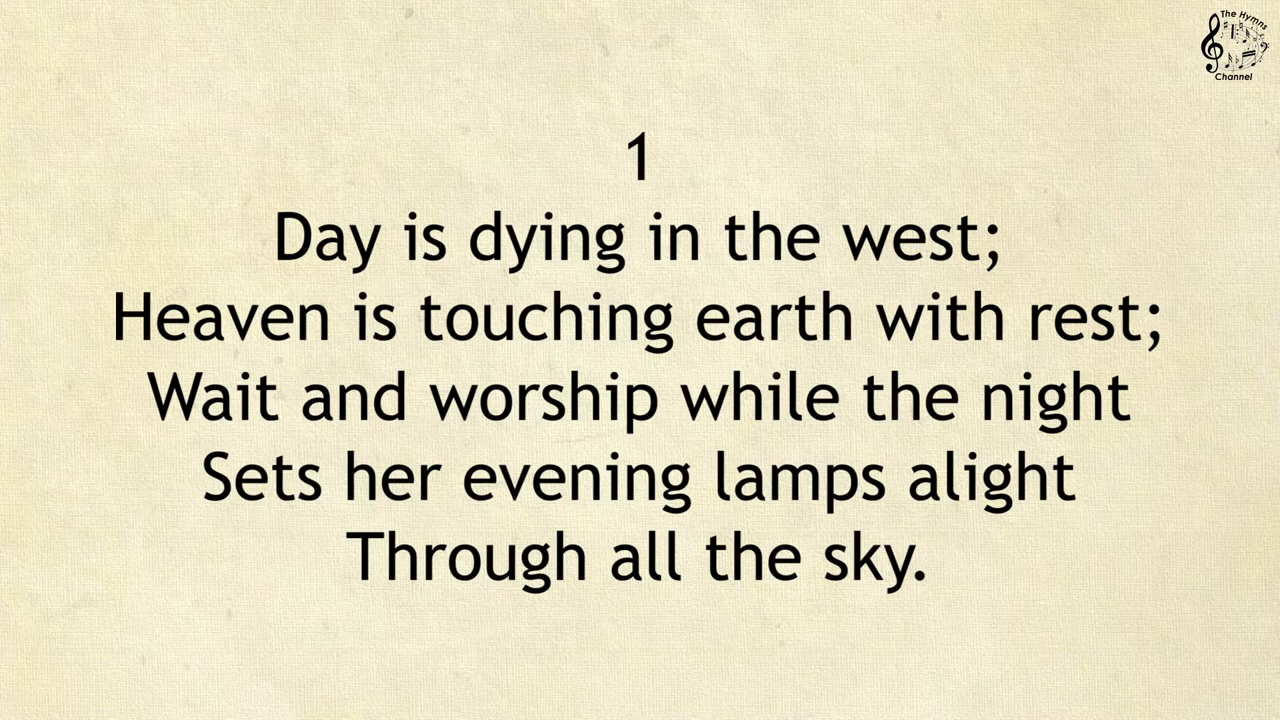 The Hymns
Channel
1
Day is dying in the west;
Heaven is touching earth with rest;
Wait and worship while the night
Sets her evening lamps alight
Through all the sky.